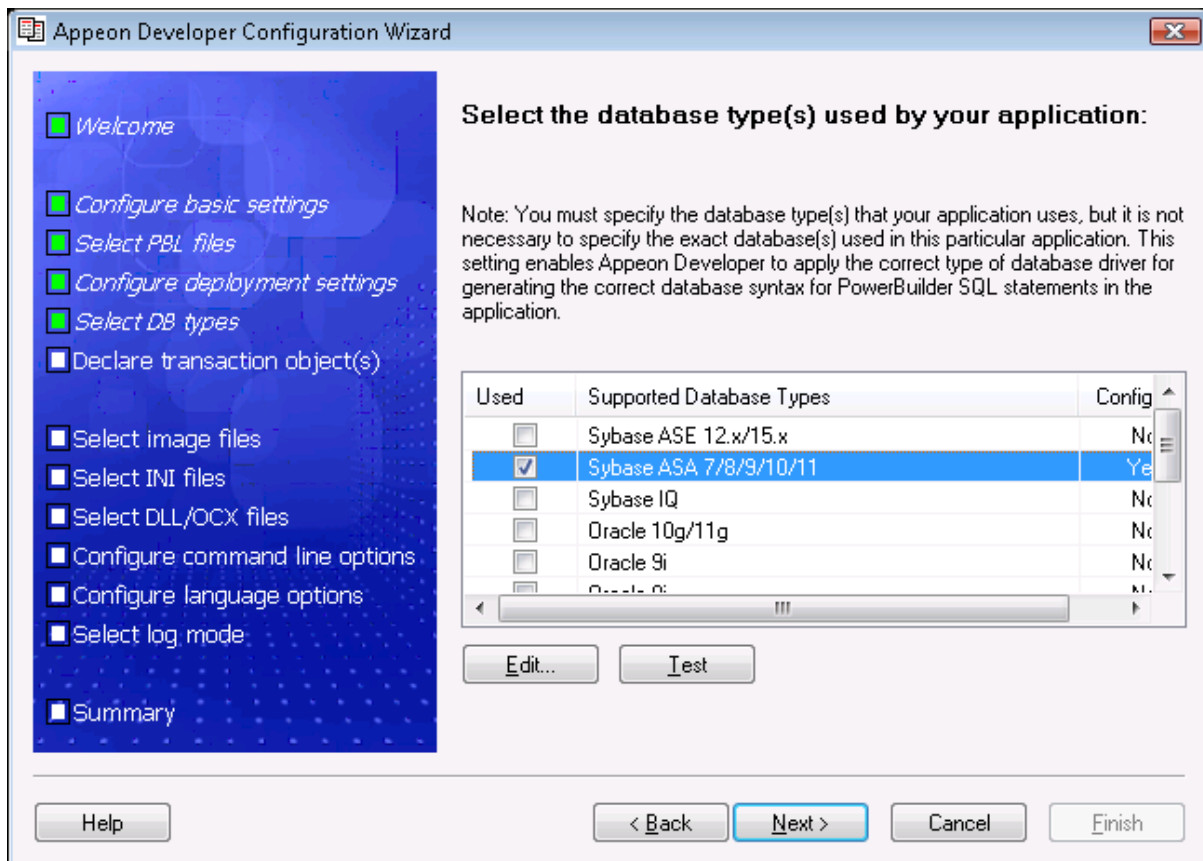 Appeon Developer Configuration Wizard
Welcome
Configure basic settings
Select PBL files
Configure deployment settings
Select DB types
Declare transaction object(s)
Select image files
Select INI files
Select DLL/OCX files
Configure command line options
Configure language options
Select log mode
Summary
Select the database type(s) used by your application:
Note: You must specify the database type(s) that your application uses, but it is not
necessary to specify the exact database(s) used in this particular application. This
setting enables Appeon Developer to apply the correct type of database driver for
generating the correct database syntax for PowerBuilder SQL statements in the
application.
Used Supported Database Types Config
Sybase ASE 12.x/15.x No
Sybase ASA 7/8/9/10/11 Ye
Sybase IQ No
Oracle 10g/11g No
Oracle 9i No
Edit... Test
Help < Back Next > Cancel Finish